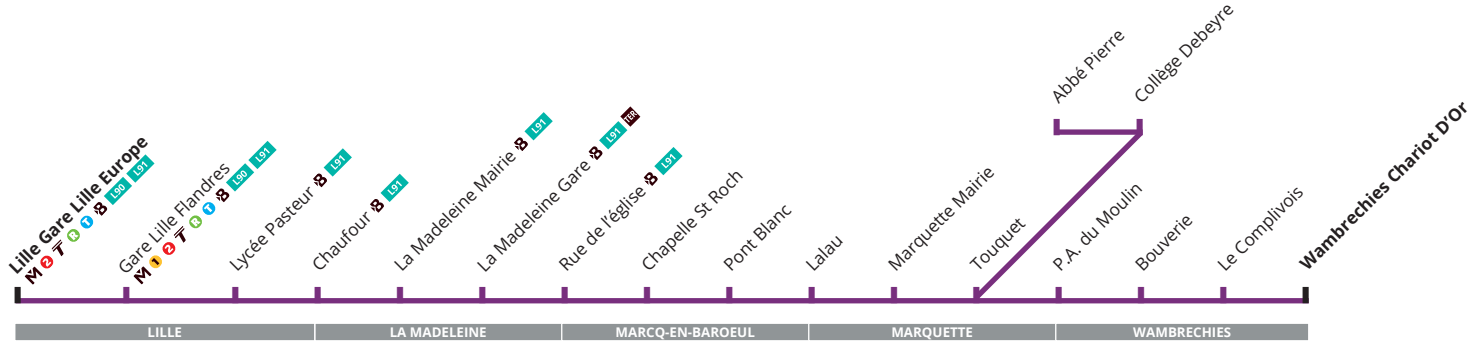 Lille Gare Lille Europe
M 2 T R T B L90 L91
Gare Lille Flandres
M 1 2 T R T B L90 L91
Lycée Pasteur B L91
Chaufour B L91
La Madeleine Mairie B L91
La Madeleine Gare B L91 TER
Rue de l'église B L91
Chapelle St Roch
Pont Blanc
Lalau
Marquette Mairie
Touquet
Abbé Pierre
Collège Debeyre
P.A. du Moulin
Bouverie
Le Complivois
Wambrechies Chariot D'Or
LILLE
LA MADELEINE
MARCQ-EN-BAROEUL
MARQUETTE
WAMBRECHIES